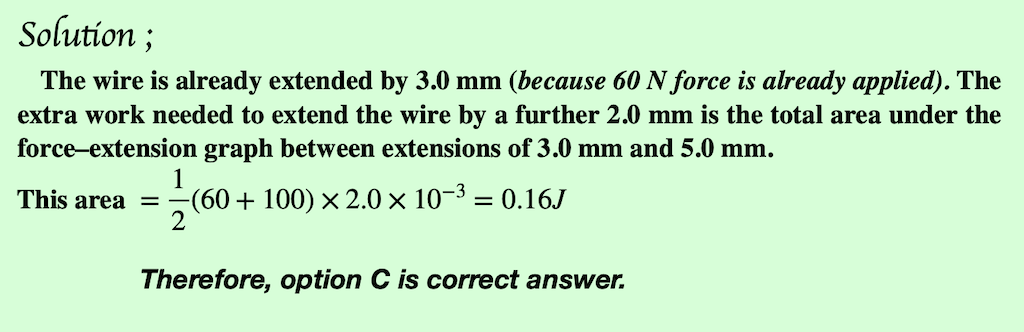 Solution ;
The wire is already extended by 3.0 mm (because 60 N force is already applied). The
extra work needed to extend the wire by a further 2.0 mm is the total area under the
force–extension graph between extensions of 3.0 mm and 5.0 mm.
This area = 1/2 (60 + 100) × 2.0 × 10⁻³ = 0.16J
Therefore, option C is correct answer.